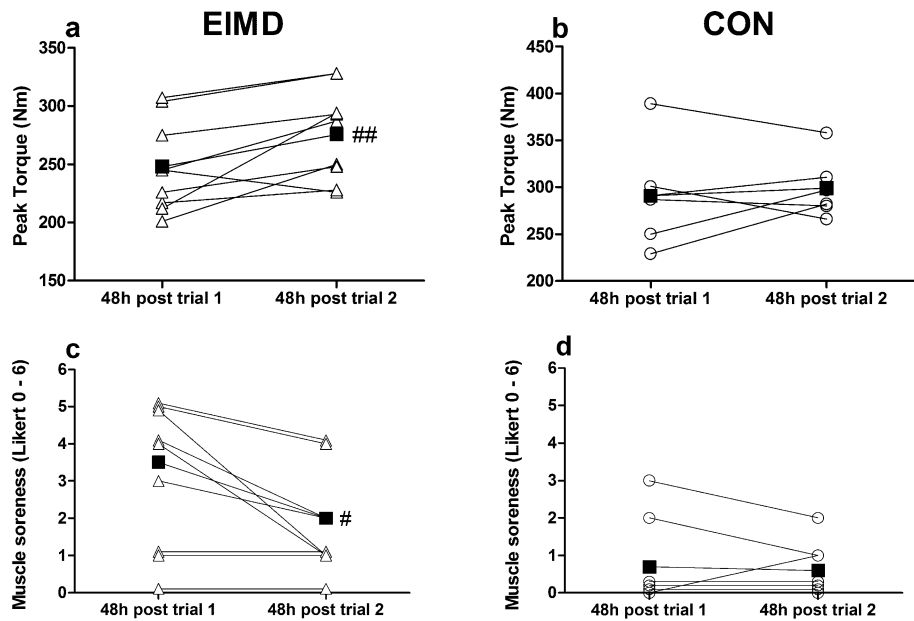 EIMD
CON
a
b
350
300
250
200
150
Peak Torque (Nm)
##
48h post trial 1
48h post trial 2
450
400
350
300
250
200
Peak Torque (Nm)
48h post trial 1
48h post trial 2
c
d
6
5
4
3
2
1
0
Muscle soreness (Likert 0 - 6)
#
48h post trial 1
48h post trial 2
6
5
4
3
2
1
0
Muscle soreness (Likert 0 - 6)
48h post trial 1
48h post trial 2